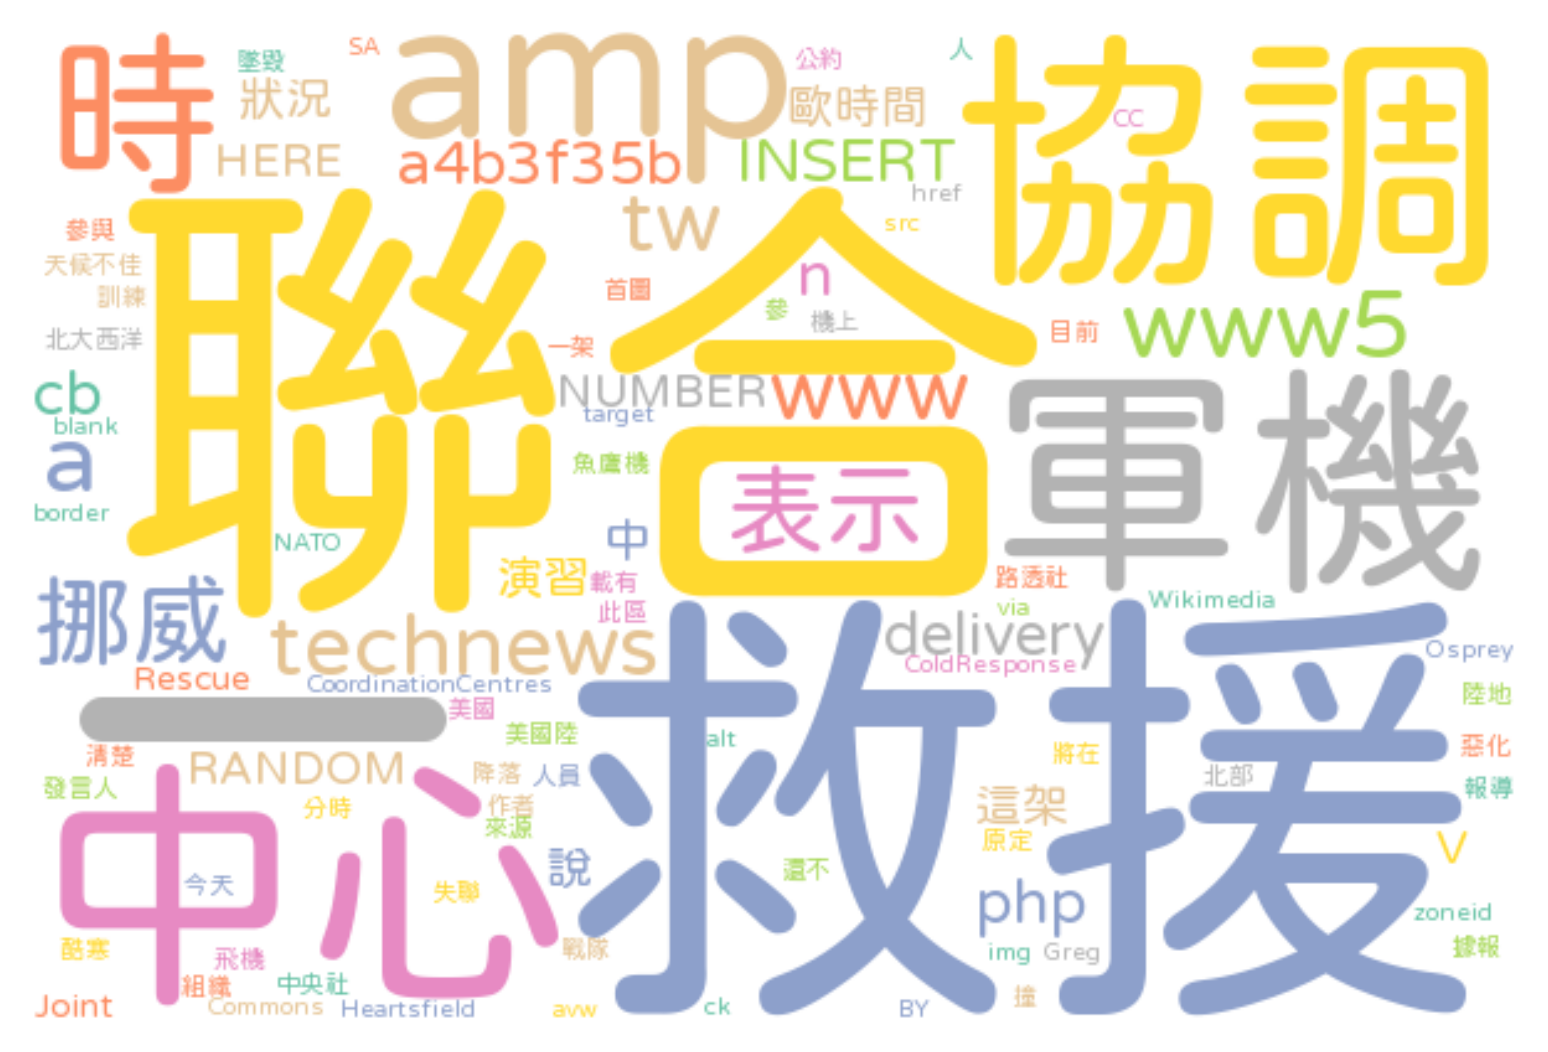 時
墜毀
狀況
HERE
SA
amp
公約
歐時間
a4b3f35b
INSERT
人
協調
CC
href
src
tw
參與
天候不佳
訓練
北大西洋
聯合
首圖
n
參
機上
一架
目前
www5
NUMBER
www
target
cb
blank
a
border
魚鷹機
表示
軍機
NATO
中
演習
載有
此區
路透社
via
Wikimedia
挪威
technews
delivery
ColdResponse
Osprey
Rescue
CoordinationCentres
一
美國
美國陸
救援
陸地
清楚
RANDOM
alt
將在
惡化
發言人
降落
人員
北部
報導
中心
分時
作者
來源
這架
原定
V
今天
失聯
說
還不
php
zoneid
酷寒
飛機
戰隊
img
Greg
據報
組織
中央社
撞
Joint
Commons
Heartsfield
avw
ck
BY